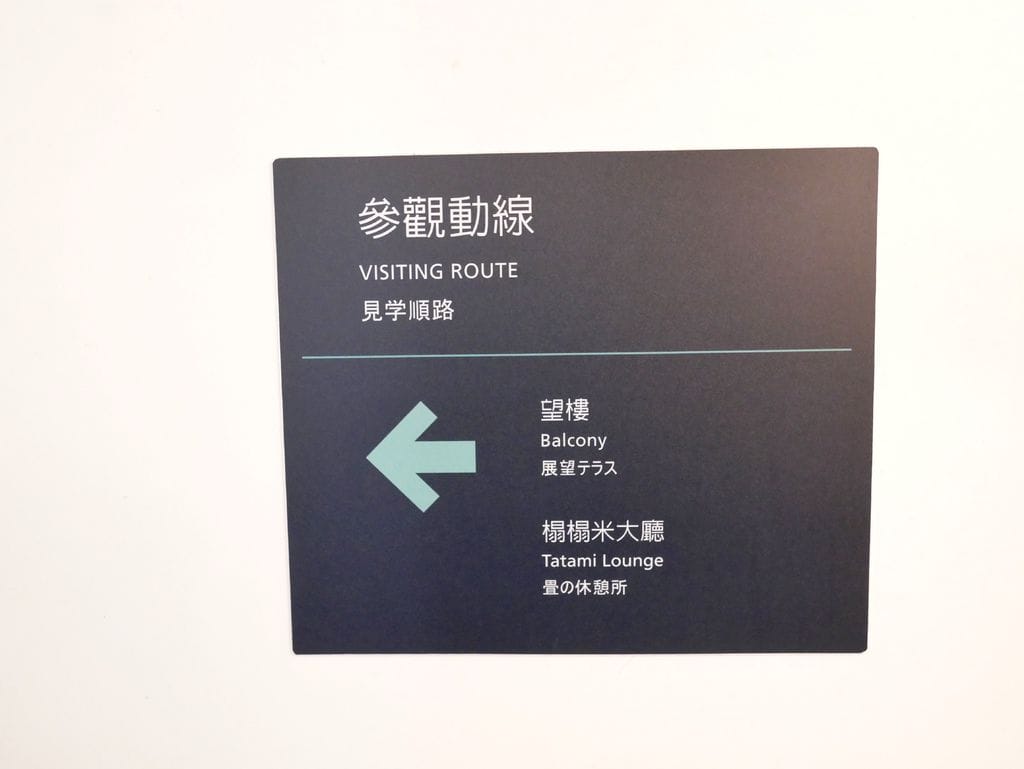 參觀動線
VISITING ROUTE
見学順路
望樓
Balcony
展望テラス
榻榻米大廳
Tatami Lounge
畳の休憩所